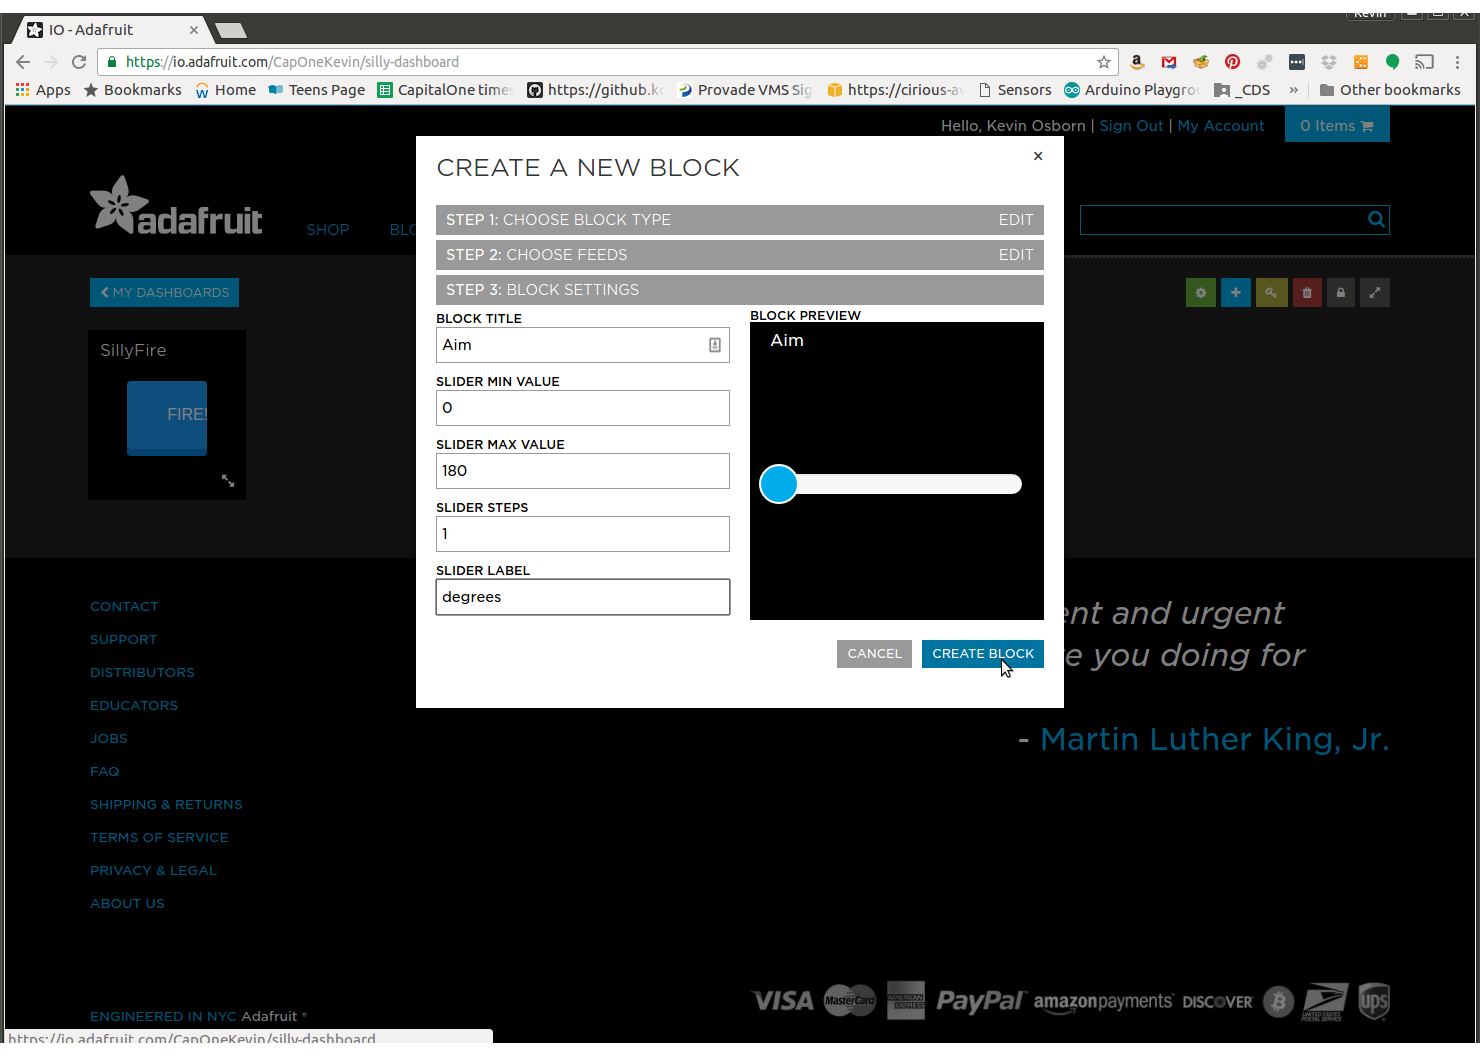 Kevin
IO - Adafruit
https://io.adafruit.com/CapOneKevin/silly-dashboard
Apps Bookmarks Home Teens Page CapitalOne time https://github.k Provade VMS Sig https://cirious-a Sensors Arduino Playgro _CDS » Other bookmarks
Hello, Kevin Osborn | Sign Out | My Account 0 Items
adafruit SHOP BLO
CREATE A NEW BLOCK ×
STEP 1: CHOOSE BLOCK TYPE EDIT
STEP 2: CHOOSE FEEDS EDIT
STEP 3: BLOCK SETTINGS
MY DASHBOARDS
SillyFire
FIRE!
BLOCK TITLE
Aim
SLIDER MIN VALUE
0
SLIDER MAX VALUE
180
SLIDER STEPS
1
SLIDER LABEL
degrees
BLOCK PREVIEW
Aim
CANCEL CREATE BLOCK
CONTACT
SUPPORT
DISTRIBUTORS
EDUCATORS
JOBS
FAQ
SHIPPING & RETURNS
TERMS OF SERVICE
PRIVACY & LEGAL
ABOUT US
ent and urgent
e you doing for
- Martin Luther King, Jr.
VISA MasterCard AMERICAN EXPRESS PayPal amazonpayments DISCOVER UNITED STATES POSTAL SERVICE ups
ENGINEERED IN NYC Adafruit ®
https://io.adafruit.com/CapOneKevin/silly-dashboard